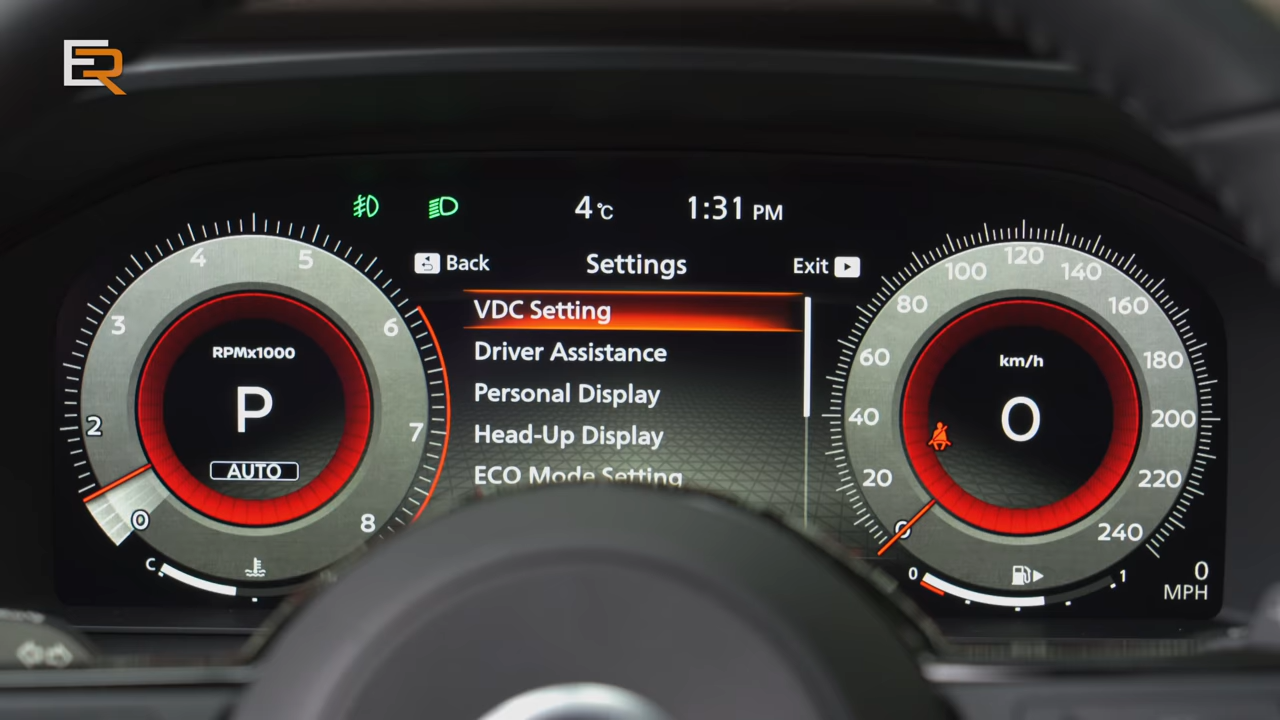 ER
4°C 1:31 PM
Back Settings Exit
VDC Setting
Driver Assistance
Personal Display
Head-Up Display
ECO Mode Setting
0 2 3 4 5 6 7 8
RPMx1000
P
AUTO
C
0 20 40 60 80 100 120 140 160 180 200 220 240
km/h
0
0 1
0
MPH